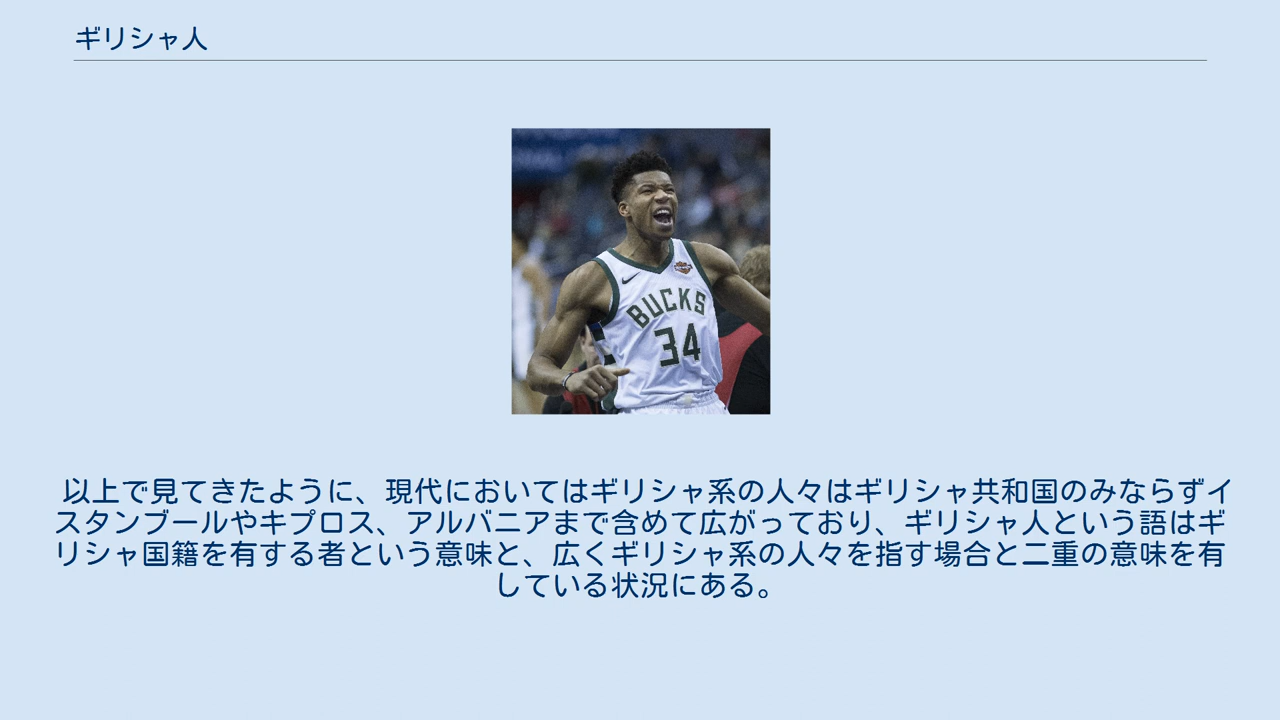 ギリシャ人
BUCKS
34
以上で見てきたように、現代においてはギリシャ系の人々はギリシャ共和国のみならずイ
スタンブールやキプロス、アルバニアまで含めて広がっており、ギリシャ人という語はギ
リシャ国籍を有する者という意味と、広くギリシャ系の人々を指す場合と二重の意味を有
している状況にある。